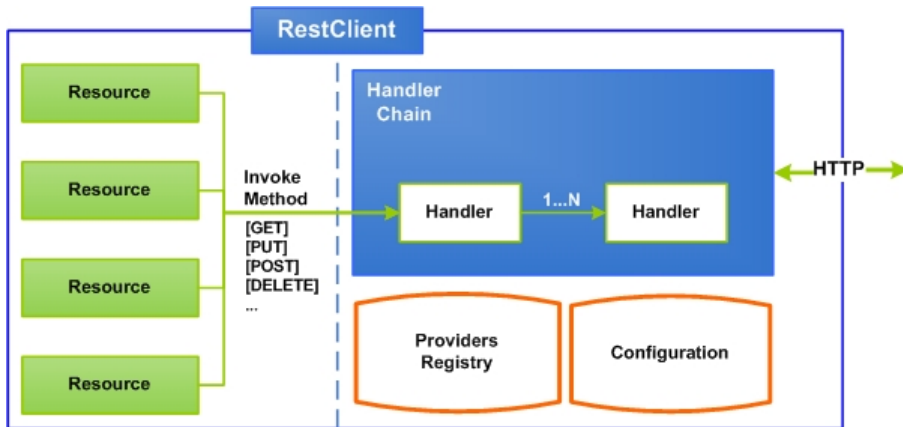 RestClient
Resource
Resource
Resource
Resource
Invoke
Method
[GET]
[PUT]
[POST]
[DELETE]
...
Handler
Chain
Handler
1...N
Handler
HTTP
Providers
Registry
Configuration